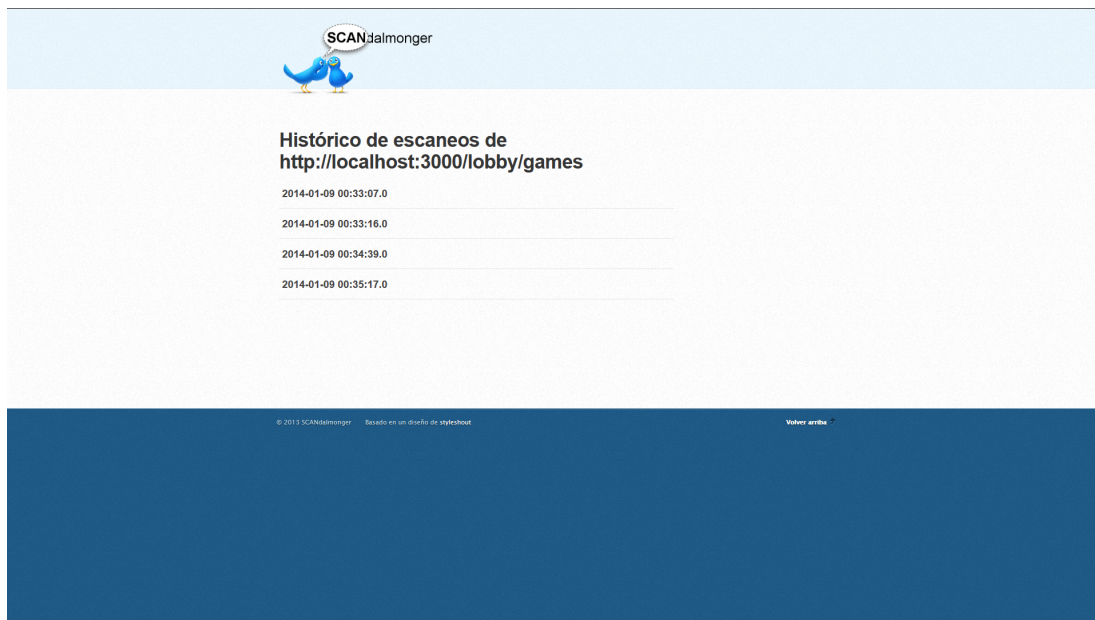 SCANdalmonger
Histórico de escaneos de
http://localhost:3000/lobby/games
2014-01-09 00:33:07.0
2014-01-09 00:33:16.0
2014-01-09 00:34:39.0
2014-01-09 00:35:17.0
© 2013 SCANdalmonger Basado en un diseño de styleshout Volver arriba